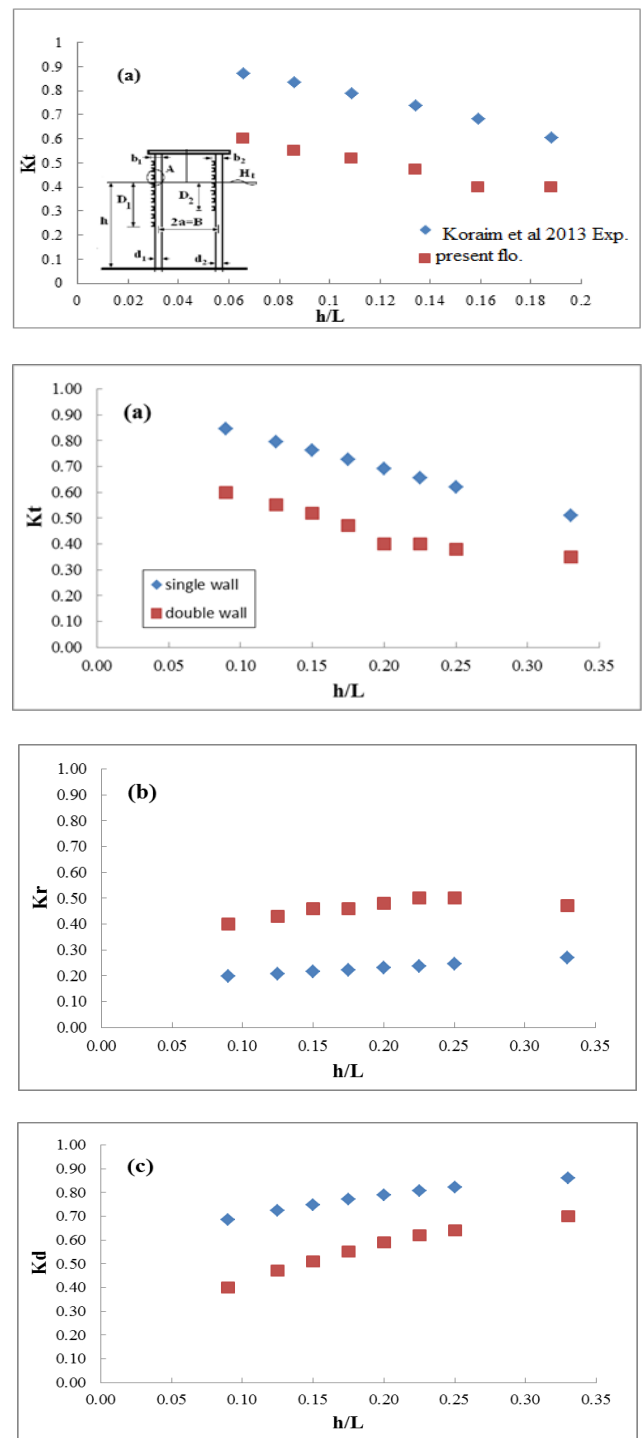 1
0.9
0.8
0.7
0.6
0.5
0.4
0.3
0.2
0.1
0
Kt
(a)
b1 A b2 Ht
D1 D2
h 2a=B
d1 d2
Koraim et al 2013 Exp.
present flo.
0 0.02 0.04 0.06 0.08 0.1 0.12 0.14 0.16 0.18 0.2
h/L
1.00
0.90
0.80
0.70
0.60
0.50
0.40
0.30
0.20
0.10
0.00
Kt
(a)
single wall
double wall
0.00 0.05 0.10 0.15 0.20 0.25 0.30 0.35
h/L
1.00
0.90
0.80
0.70
0.60
0.50
0.40
0.30
0.20
0.10
0.00
Kr
(b)
0.00 0.05 0.10 0.15 0.20 0.25 0.30 0.35
h/L
1.00
0.90
0.80
0.70
0.60
0.50
0.40
0.30
0.20
0.10
0.00
Kd
(c)
0.00 0.05 0.10 0.15 0.20 0.25 0.30 0.35
h/L